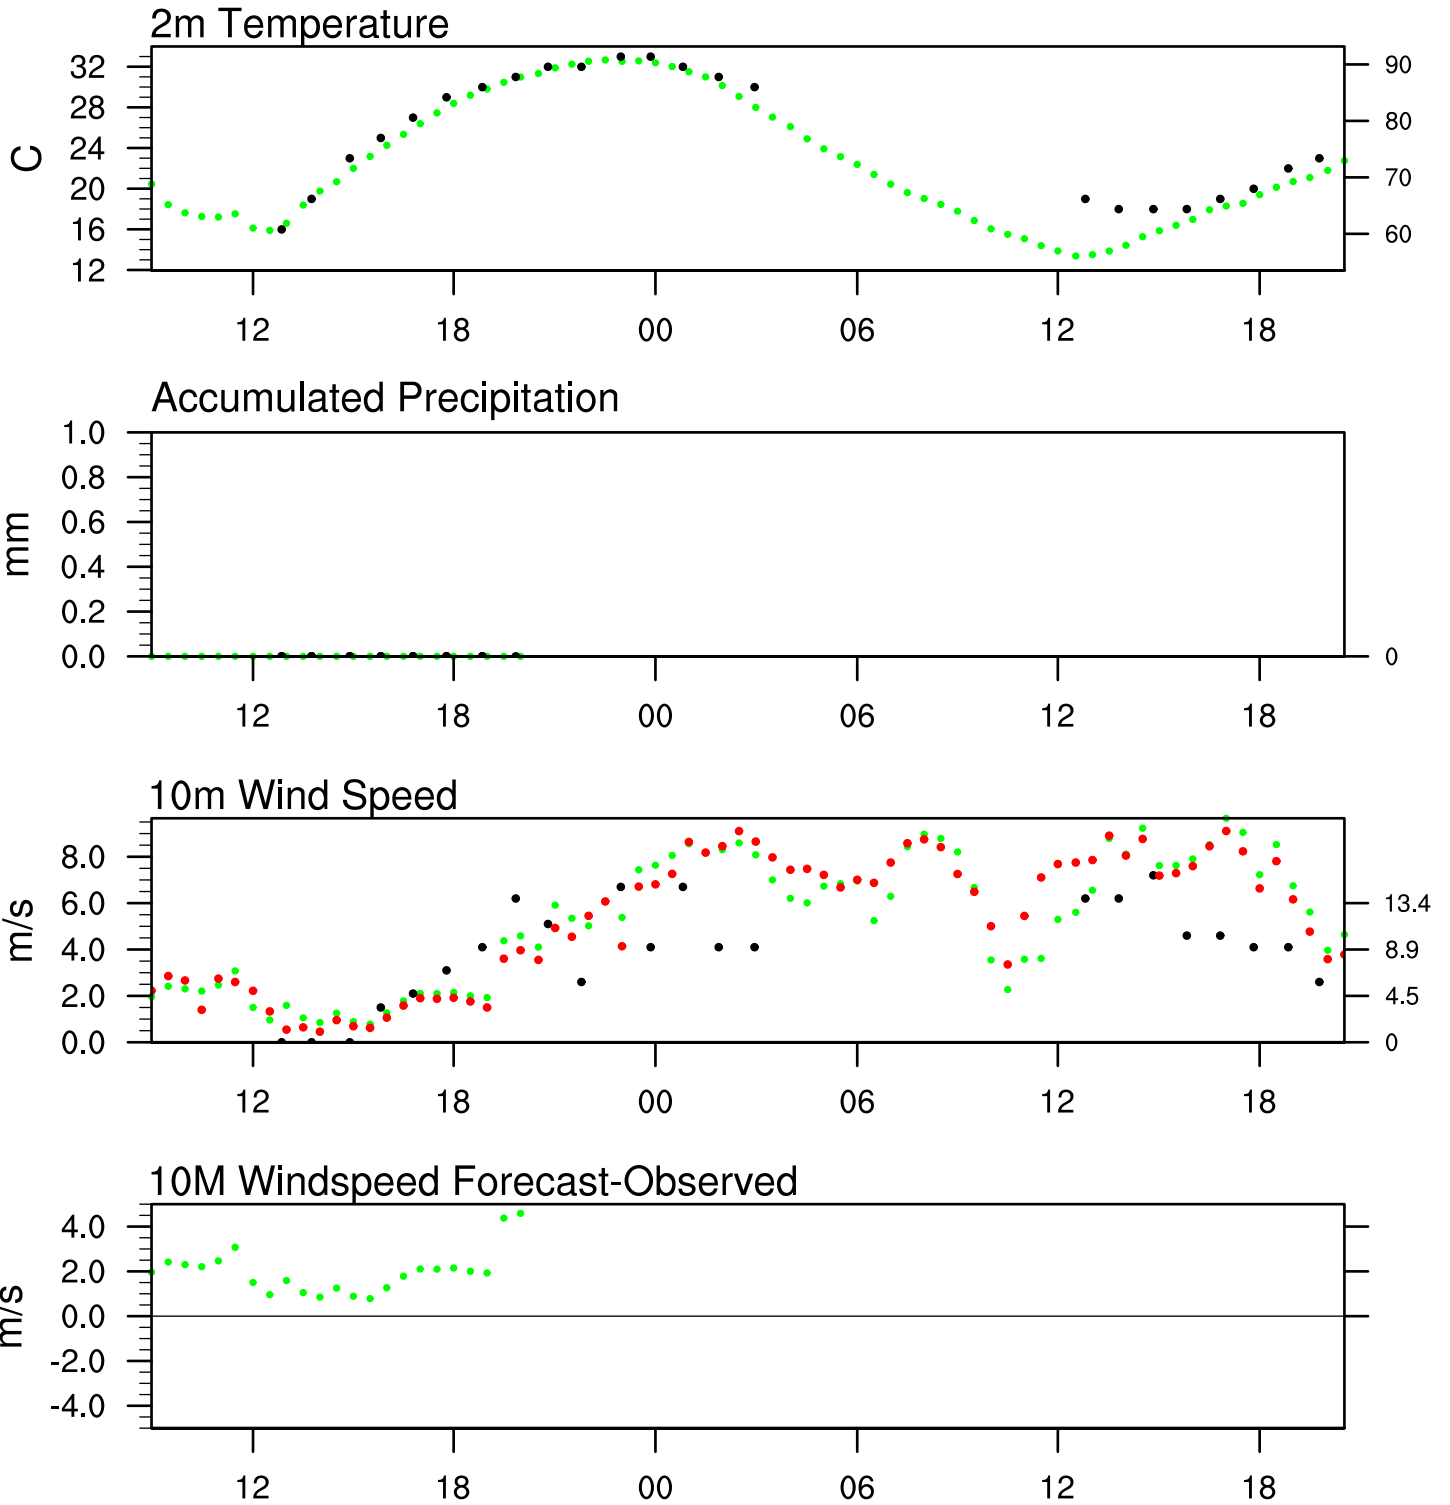 2m Temperature
32
28
24
20
16
12
C
90
80
70
60
12 18 00 06 12 18
Accumulated Precipitation
1.0
0.8
0.6
0.4
0.2
0.0
mm
0
12 18 00 06 12 18
10m Wind Speed
8.0
6.0
4.0
2.0
0.0
m/s
13.4
8.9
4.5
0
12 18 00 06 12 18
10M Windspeed Forecast-Observed
4.0
2.0
0.0
-2.0
-4.0
m/s
12 18 00 06 12 18